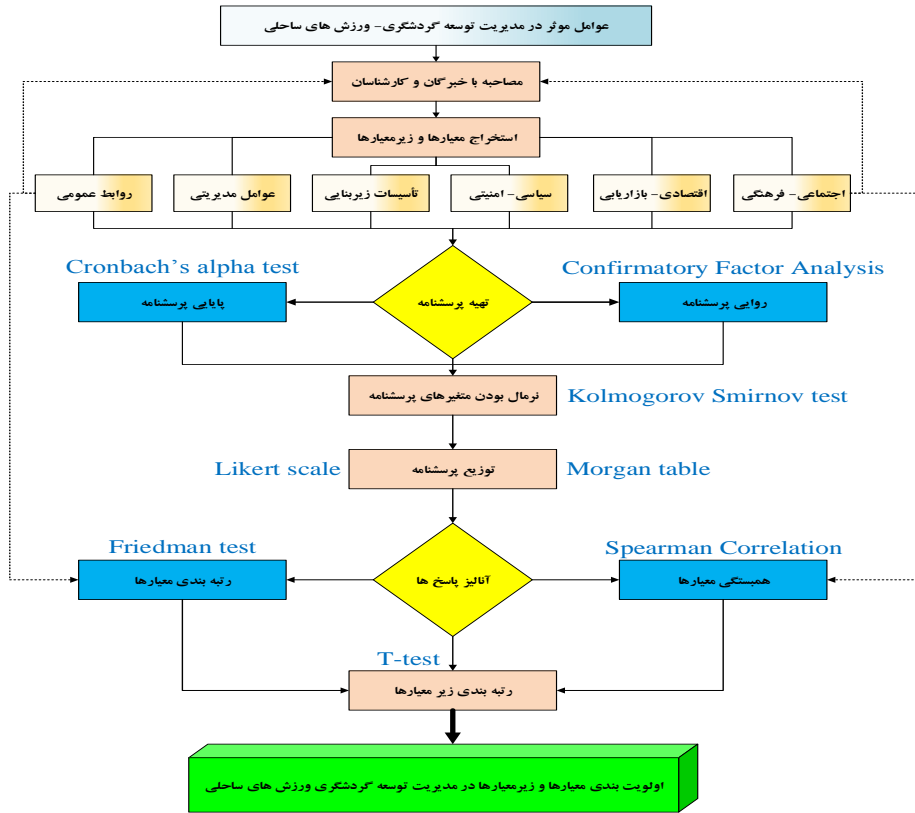 عوامل موثر در مدیریت توسعه گردشگری- ورزش های ساحلی
مصاحبه با خبرگان و کارشناسان
استخراج معیارها و زیرمعیارها
اجتماعی- فرهنگی
اقتصادی- بازاریابی
سیاسی- امنیتی
تأسیسات زیربنایی
عوامل مدیریتی
روابط عمومی
Cronbach's alpha test
Confirmatory Factor Analysis
روایی پرسشنامه
تهیه پرسشنامه
پایایی پرسشنامه
نرمال بودن متغیرهای پرسشنامه
Kolmogorov Smirnov test
Likert scale
توزیع پرسشنامه
Morgan table
Friedman test
Spearman Correlation
همبستگی معیارها
آنالیز پاسخ ها
رتبه بندی معیارها
T-test
رتبه بندی زیر معیارها
اولویت بندی معیارها و زیرمعیارها در مدیریت توسعه گردشگری ورزش های ساحلی